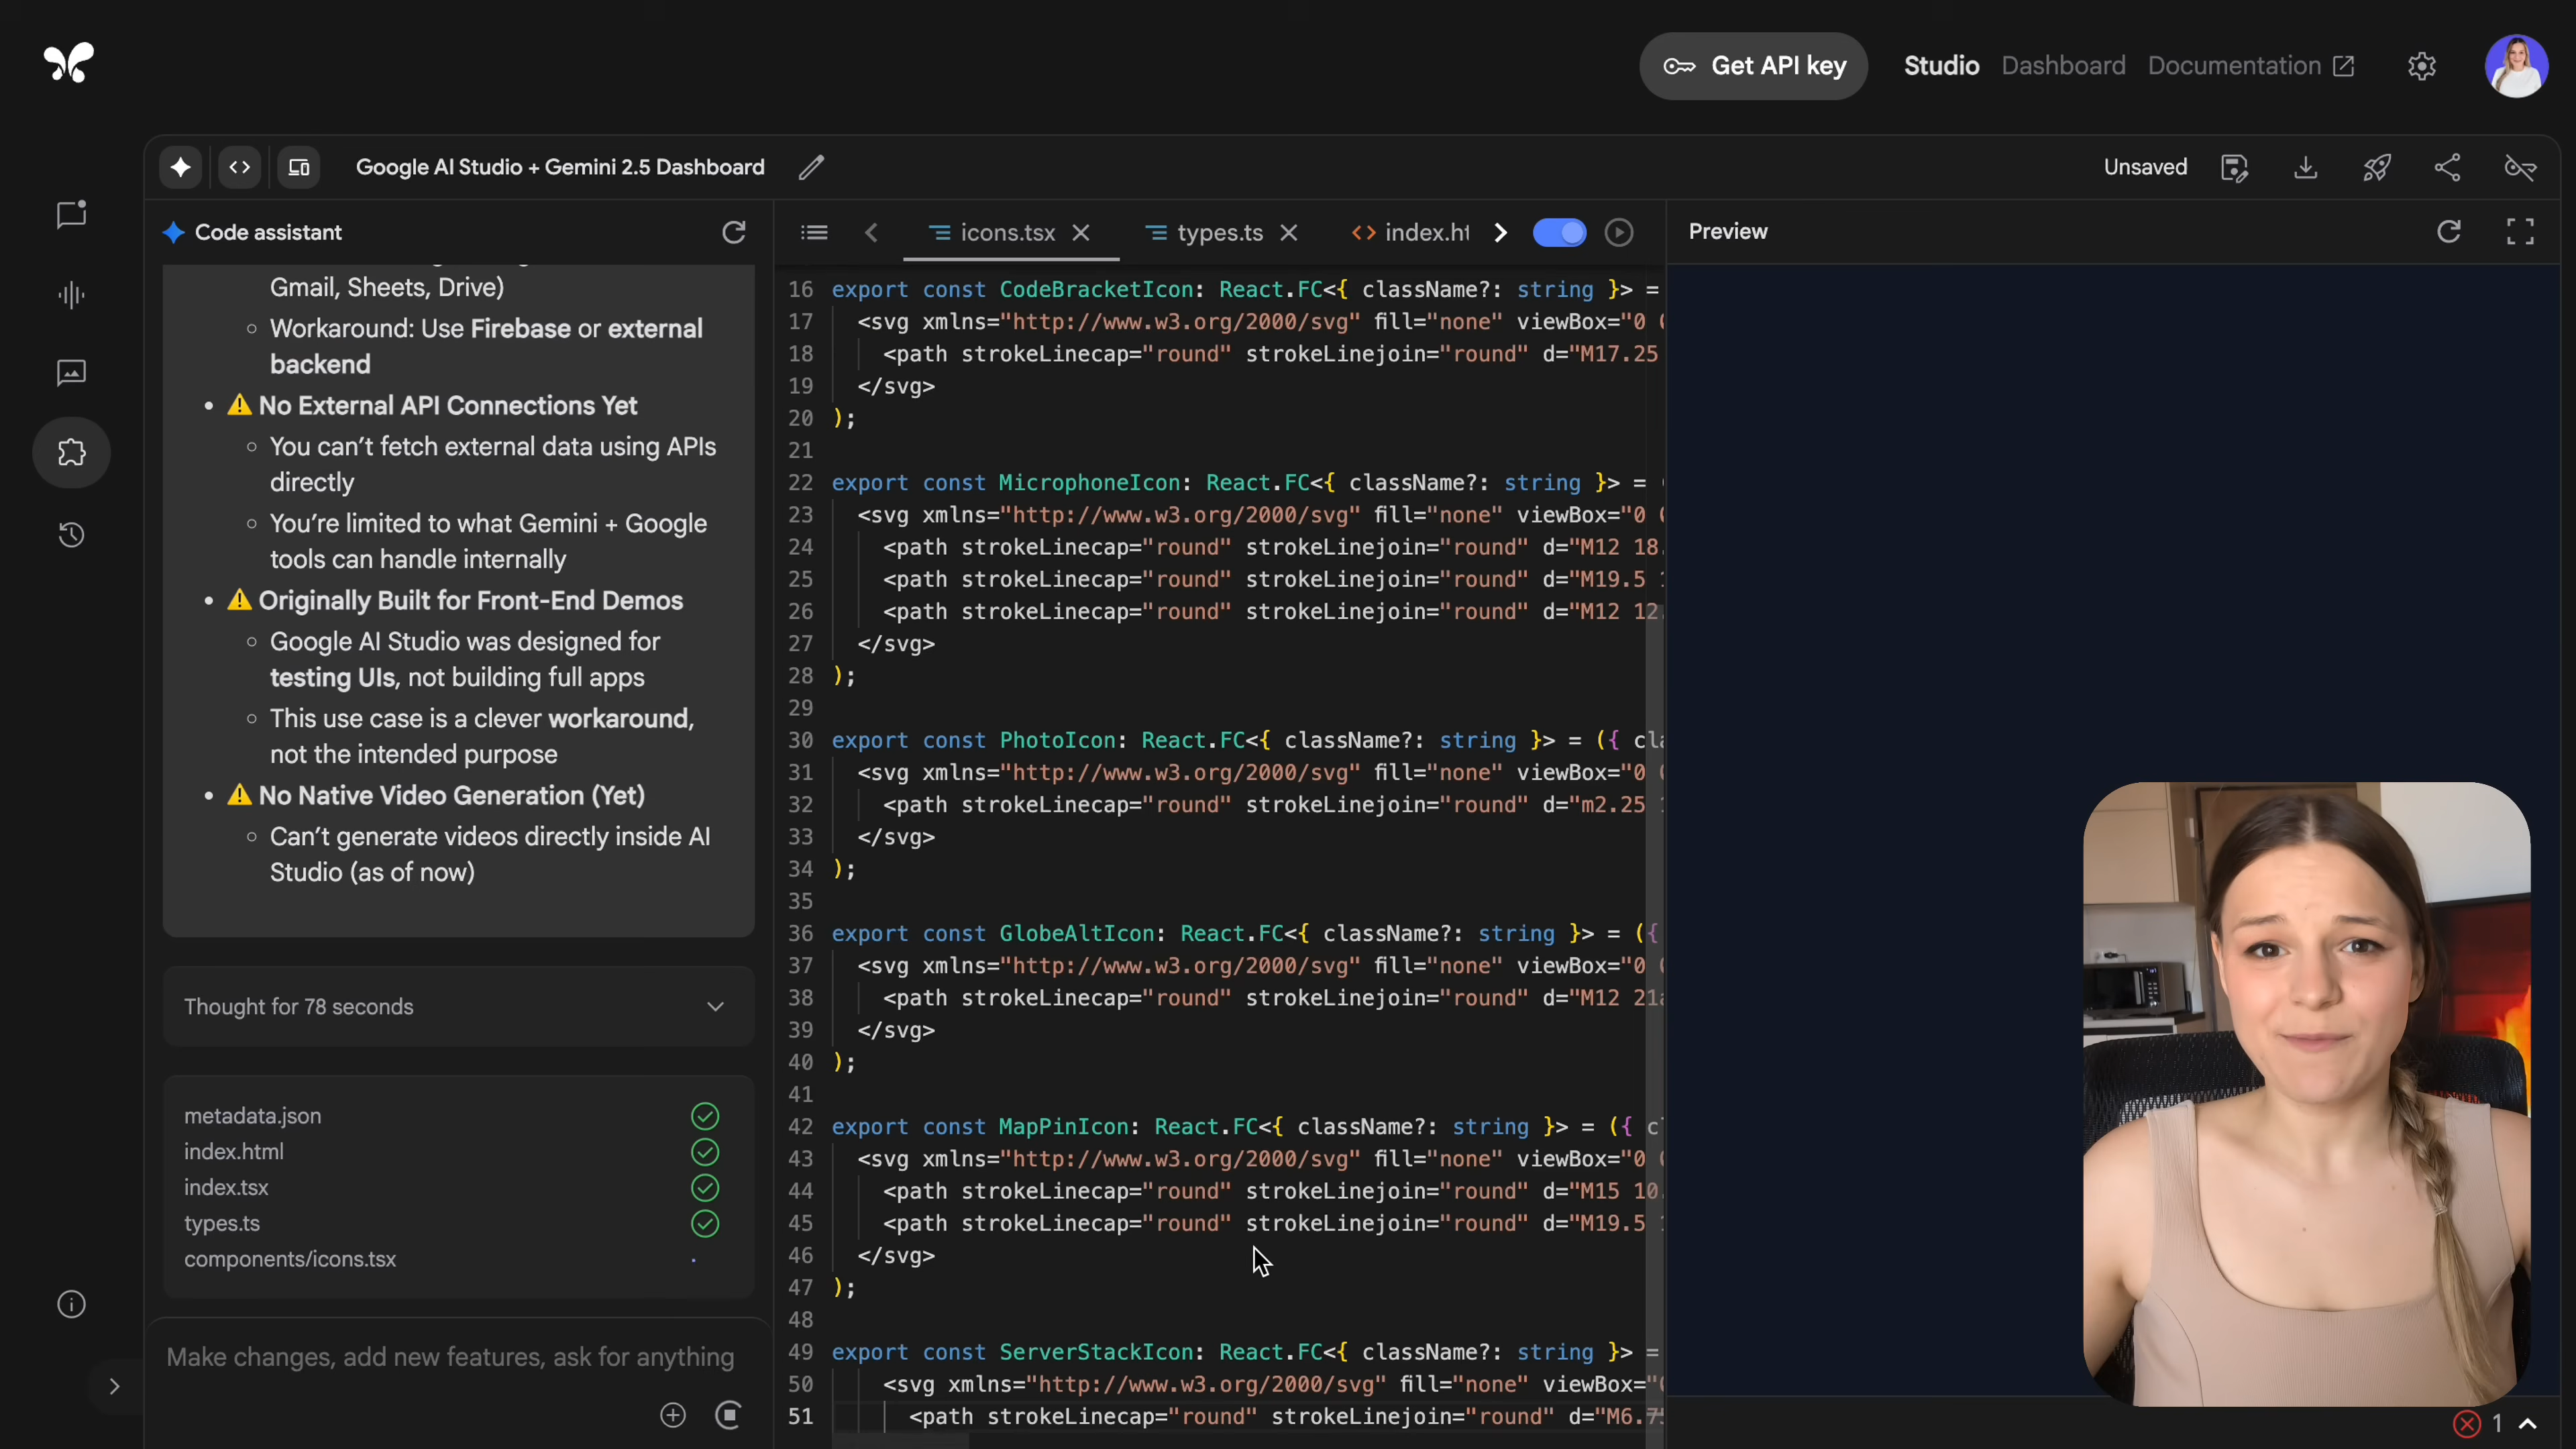 Get API key
Studio
Dashboard
Documentation
Google AI Studio + Gemini 2.5 Dashboard
Unsaved
Code assistant
Gmail, Sheets, Drive)
Workaround: Use Firebase or external
backend
⚠️ No External API Connections Yet
You can’t fetch external data using APIs
directly
You’re limited to what Gemini + Google
tools can handle internally
⚠️ Originally Built for Front-End Demos
Google AI Studio was designed for
testing UIs, not building full apps
This use case is a clever workaround,
not the intended purpose
⚠️ No Native Video Generation (Yet)
Can’t generate videos directly inside AI
Studio (as of now)
Thought for 78 seconds
metadata.json
index.html
index.tsx
types.ts
components/icons.tsx
Make changes, add new features, ask for anything
icons.tsx
types.ts
index.ht
16 export const CodeBracketIcon: React.FC<{ className?: string }> =
17 <svg xmlns="http://www.w3.org/2000/svg" fill="none" viewBox="0
18 <path strokeLinecap="round" strokeLinejoin="round" d="M17.25
19 </svg>
20 );
21
22 export const MicrophoneIcon: React.FC<{ className?: string }> =
23 <svg xmlns="http://www.w3.org/2000/svg" fill="none" viewBox="0
24 <path strokeLinecap="round" strokeLinejoin="round" d="M12 18.
25 <path strokeLinecap="round" strokeLinejoin="round" d="M19.5
26 <path strokeLinecap="round" strokeLinejoin="round" d="M12 12.
27 </svg>
28 );
29
30 export const PhotoIcon: React.FC<{ className?: string }> = ({ cla
31 <svg xmlns="http://www.w3.org/2000/svg" fill="none" viewBox="0
32 <path strokeLinecap="round" strokeLinejoin="round" d="m2.25
33 </svg>
34 );
35
36 export const GlobeAltIcon: React.FC<{ className?: string }> = ({
37 <svg xmlns="http://www.w3.org/2000/svg" fill="none" viewBox="0
38 <path strokeLinecap="round" strokeLinejoin="round" d="M12 21a
39 </svg>
40 );
41
42 export const MapPinIcon: React.FC<{ className?: string }> = ({ c
43 <svg xmlns="http://www.w3.org/2000/svg" fill="none" viewBox="0
44 <path strokeLinecap="round" strokeLinejoin="round" d="M15 10.
45 <path strokeLinecap="round" strokeLinejoin="round" d="M19.5
46 </svg>
47 );
48
49 export const ServerStackIcon: React.FC<{ className?: string }> =
50 <svg xmlns="http://www.w3.org/2000/svg" fill="none" viewBox="
51 <path strokeLinecap="round" strokeLinejoin="round" d="M6.75
Preview
1